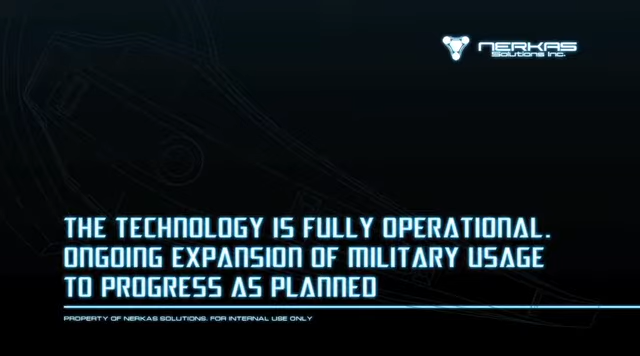 NERKAS
Solutions Inc.
THE TECHNOLOGY IS FULLY OPERATIONAL.
ONGOING EXPANSION OF MILITARY USAGE
TO PROGRESS AS PLANNED
PROPERTY OF NERKAS SOLUTIONS. FOR INTERNAL USE ONLY